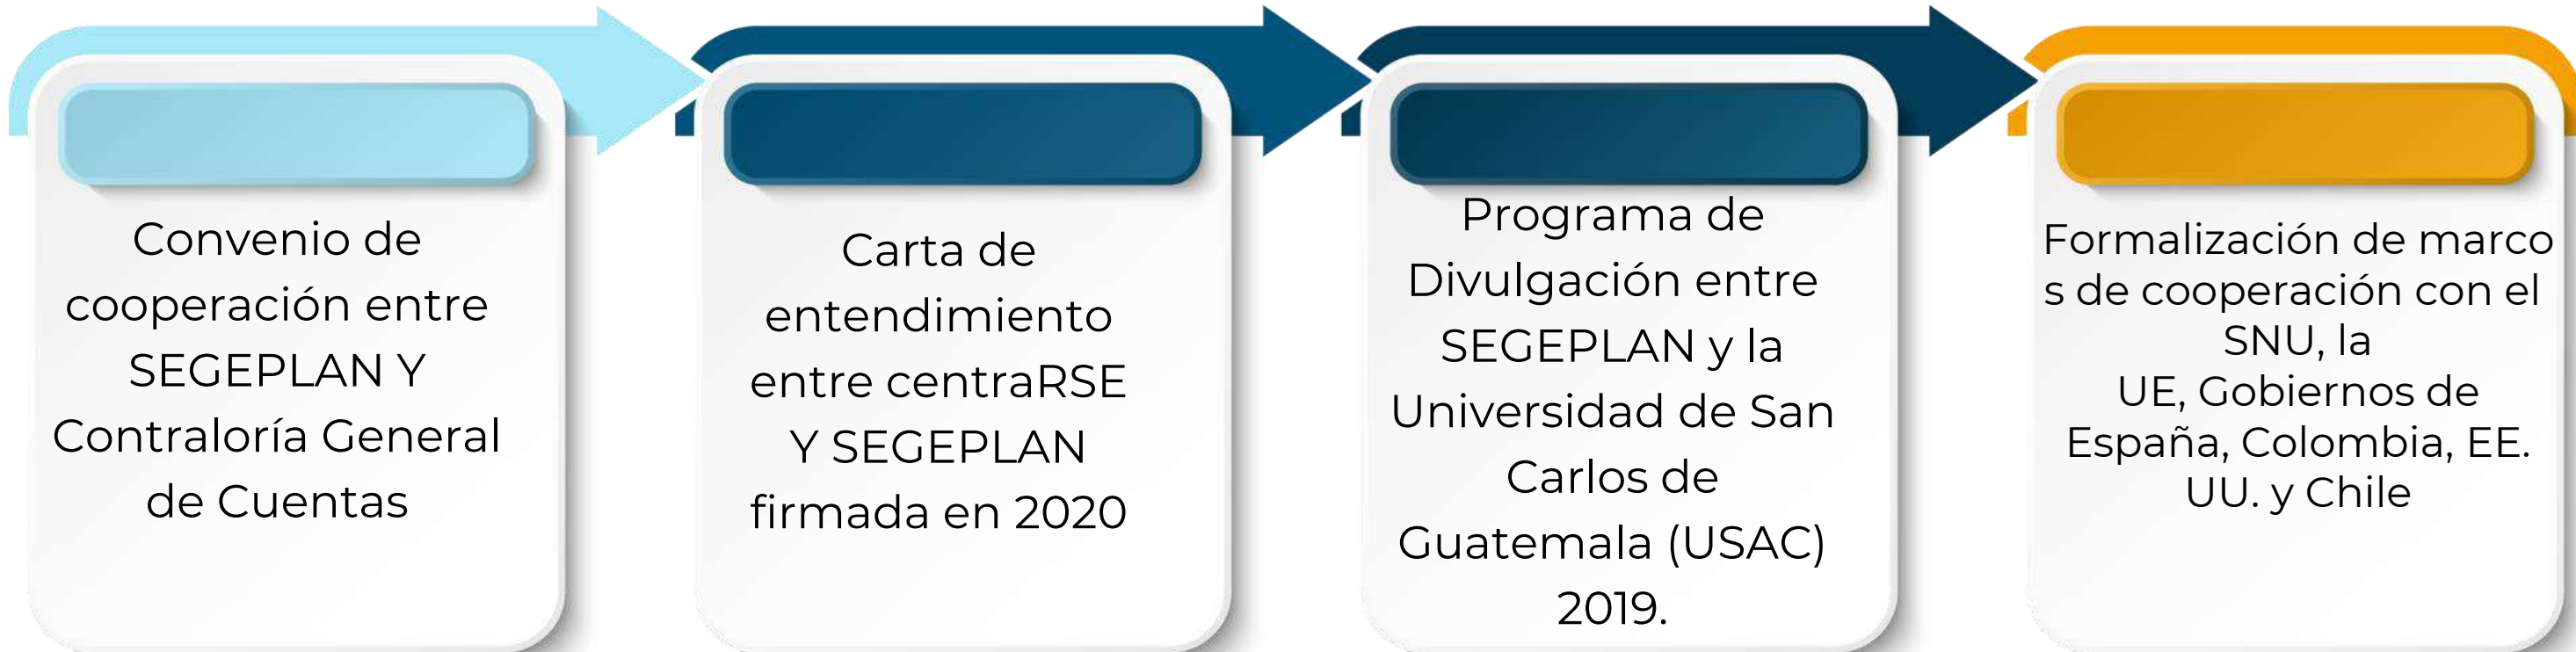 Convenio de
cooperación entre
SEGEPLAN Y
Contraloría General
de Cuentas
Carta de
entendimiento
entre centraRSE
Y SEGEPLAN
firmada en 2020
Programa de
Divulgación entre
SEGEPLAN y la
Universidad de San
Carlos de
Guatemala (USAC)
2019.
Formalización de marco
s de cooperación con el
SNU, la
UE, Gobiernos de
España, Colombia, EE.
UU. y Chile